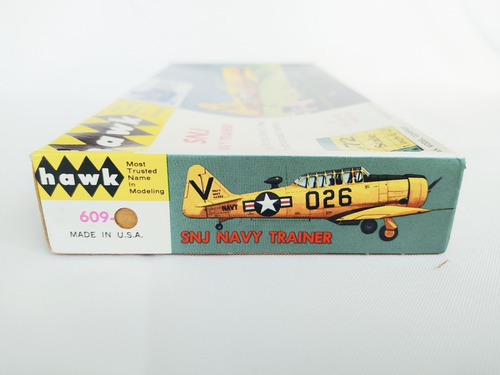 hawk
Most
Trusted
Name
In
Modeling
609-
MADE IN U.S.A.
V
NAVY
026
SNJ NAVY TRAINER
SNJ